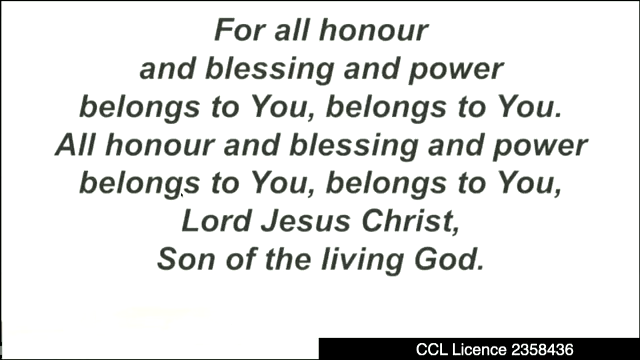 For all honour
and blessing and power
belongs to You, belongs to You.
All honour and blessing and power
belongs to You, belongs to You,
Lord Jesus Christ,
Son of the living God.
CCL Licence 2358436